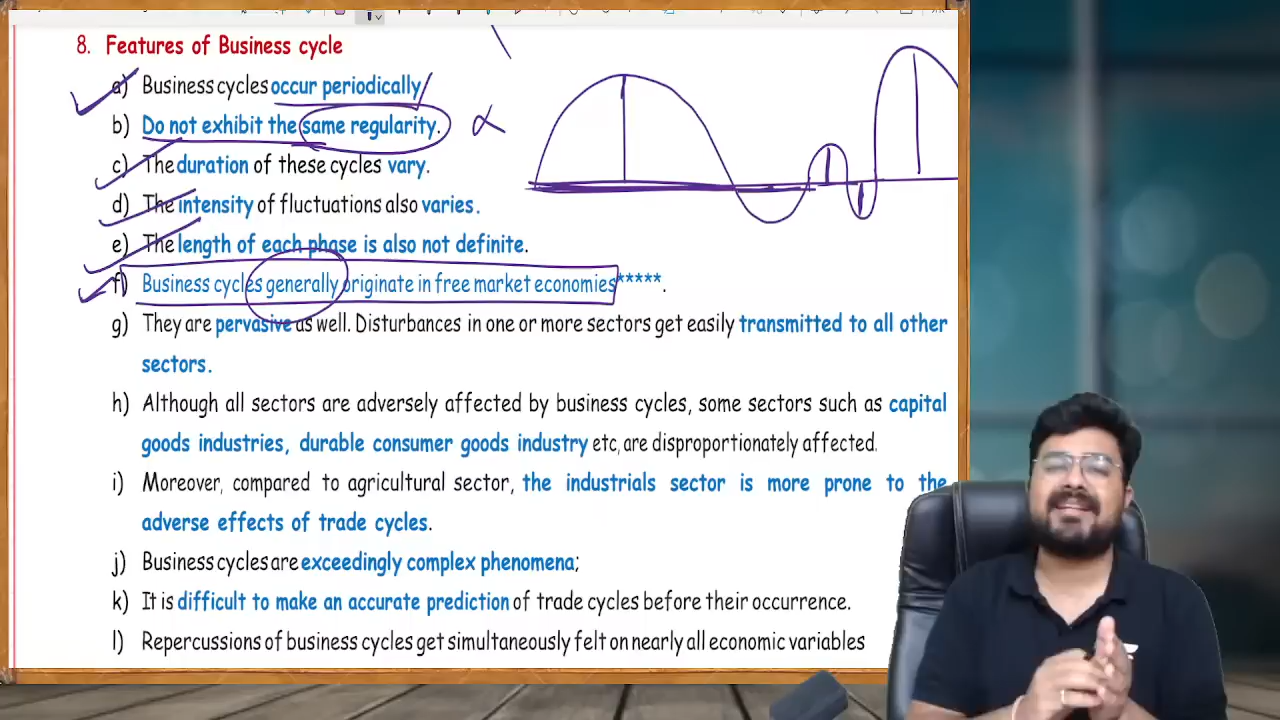 8. Features of Business cycle
a) Business cycles occur periodically
b) Do not exhibit the same regularity.
c) The duration of these cycles vary.
d) The intensity of fluctuations also varies.
e) The length of each phase is also not definite.
f) Business cycles generally originate in free market economies*****.
g) They are pervasive as well. Disturbances in one or more sectors get easily transmitted to all other
sectors.
h) Although all sectors are adversely affected by business cycles, some sectors such as capital
goods industries, durable consumer goods industry etc, are disproportionately affected.
i) Moreover, compared to agricultural sector, the industrials sector is more prone to the
adverse effects of trade cycles.
j) Business cycles are exceedingly complex phenomena;
k) It is difficult to make an accurate prediction of trade cycles before their occurrence.
l) Repercussions of business cycles get simultaneously felt on nearly all economic variables